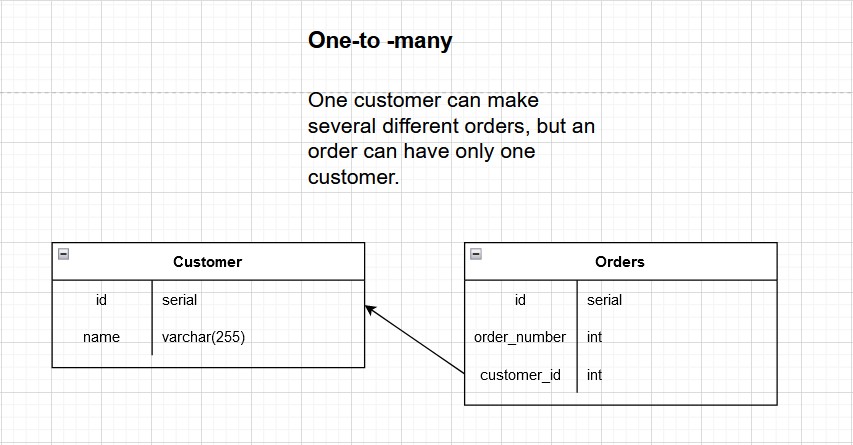 One-to -many
One customer can make
several different orders, but an
order can have only one
customer.
Customer
id serial
name varchar(255)
Orders
id serial
order_number int
customer_id int